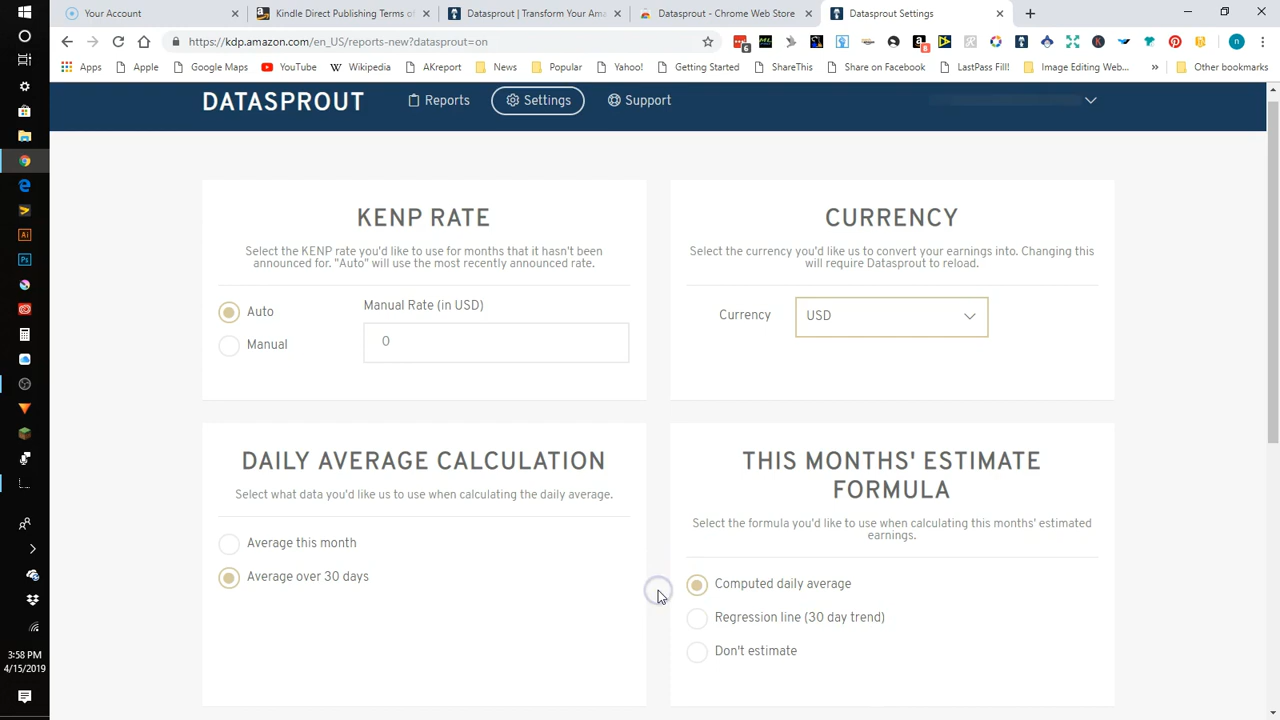 Your Account
Kindle Direct Publishing Terms of
Datasprout | Transform Your Ama
Datasprout - Chrome Web Store
Datasprout Settings
https://kdp.amazon.com/en_US/reports-new?datasprout=on
Apps
Apple
Google Maps
YouTube
Wikipedia
AKreport
News
Popular
Yahoo!
Getting Started
ShareThis
Share on Facebook
LastPass Fill!
Image Editing Web...
Other bookmarks
DATASPROUT
Reports
Settings
Support
KENP RATE
Select the KENP rate you'd like to use for months that it hasn't been
announced for. "Auto" will use the most recently announced rate.
Auto
Manual
Manual Rate (in USD)
0
CURRENCY
Select the currency you'd like us to convert your earnings into. Changing this
will require Datasprout to reload.
Currency
USD
DAILY AVERAGE CALCULATION
Select what data you'd like us to use when calculating the daily average.
Average this month
Average over 30 days
THIS MONTHS' ESTIMATE
FORMULA
Select the formula you'd like to use when calculating this months' estimated
earnings.
Computed daily average
Regression line (30 day trend)
Don't estimate
3:58 PM
4/15/2019